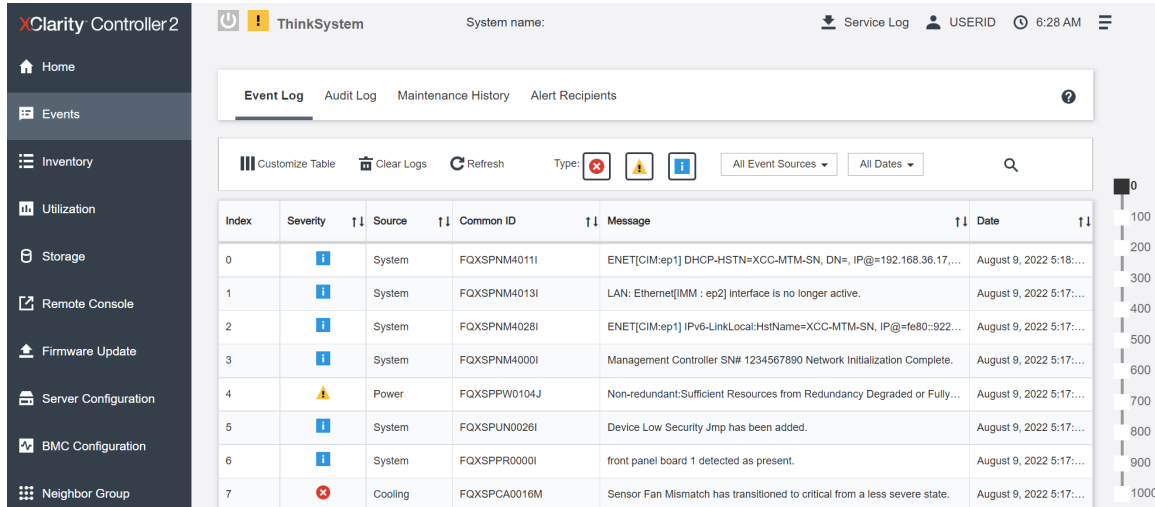 XClarity Controller 2
ThinkSystem System name: Service Log USERID 6:28 AM
Home
Events
Inventory
Utilization
Storage
Remote Console
Firmware Update
Server Configuration
BMC Configuration
Neighbor Group
Event Log Audit Log Maintenance History Alert Recipients
Customize Table Clear Logs Refresh Type: All Event Sources All Dates
Index Severity Source Common ID Message Date
0 System FQXSPNM4011I ENET[CIM:ep1] DHCP-HSTN=XCC-MTM-SN, DN=, IP@=192.168.36.17,... August 9, 2022 5:18:...
1 System FQXSPNM4013I LAN: Ethernet[IMM : ep2] interface is no longer active. August 9, 2022 5:17:...
2 System FQXSPNM4028I ENET[CIM:ep1] IPv6-LinkLocal:HstName=XCC-MTM-SN, IP@=fe80::922... August 9, 2022 5:17:...
3 System FQXSPNM4000I Management Controller SN# 1234567890 Network Initialization Complete. August 9, 2022 5:17:...
4 Power FQXSPPW0104J Non-redundant:Sufficient Resources from Redundancy Degraded or Fully... August 9, 2022 5:17:...
5 System FQXSPUN0026I Device Low Security Jmp has been added. August 9, 2022 5:17:...
6 System FQXSPPR0000I front panel board 1 detected as present. August 9, 2022 5:17:...
7 Cooling FQXSPCA0016M Sensor Fan Mismatch has transitioned to critical from a less severe state. August 9, 2022 5:17:...
0
100
200
300
400
500
600
700
800
900
1000